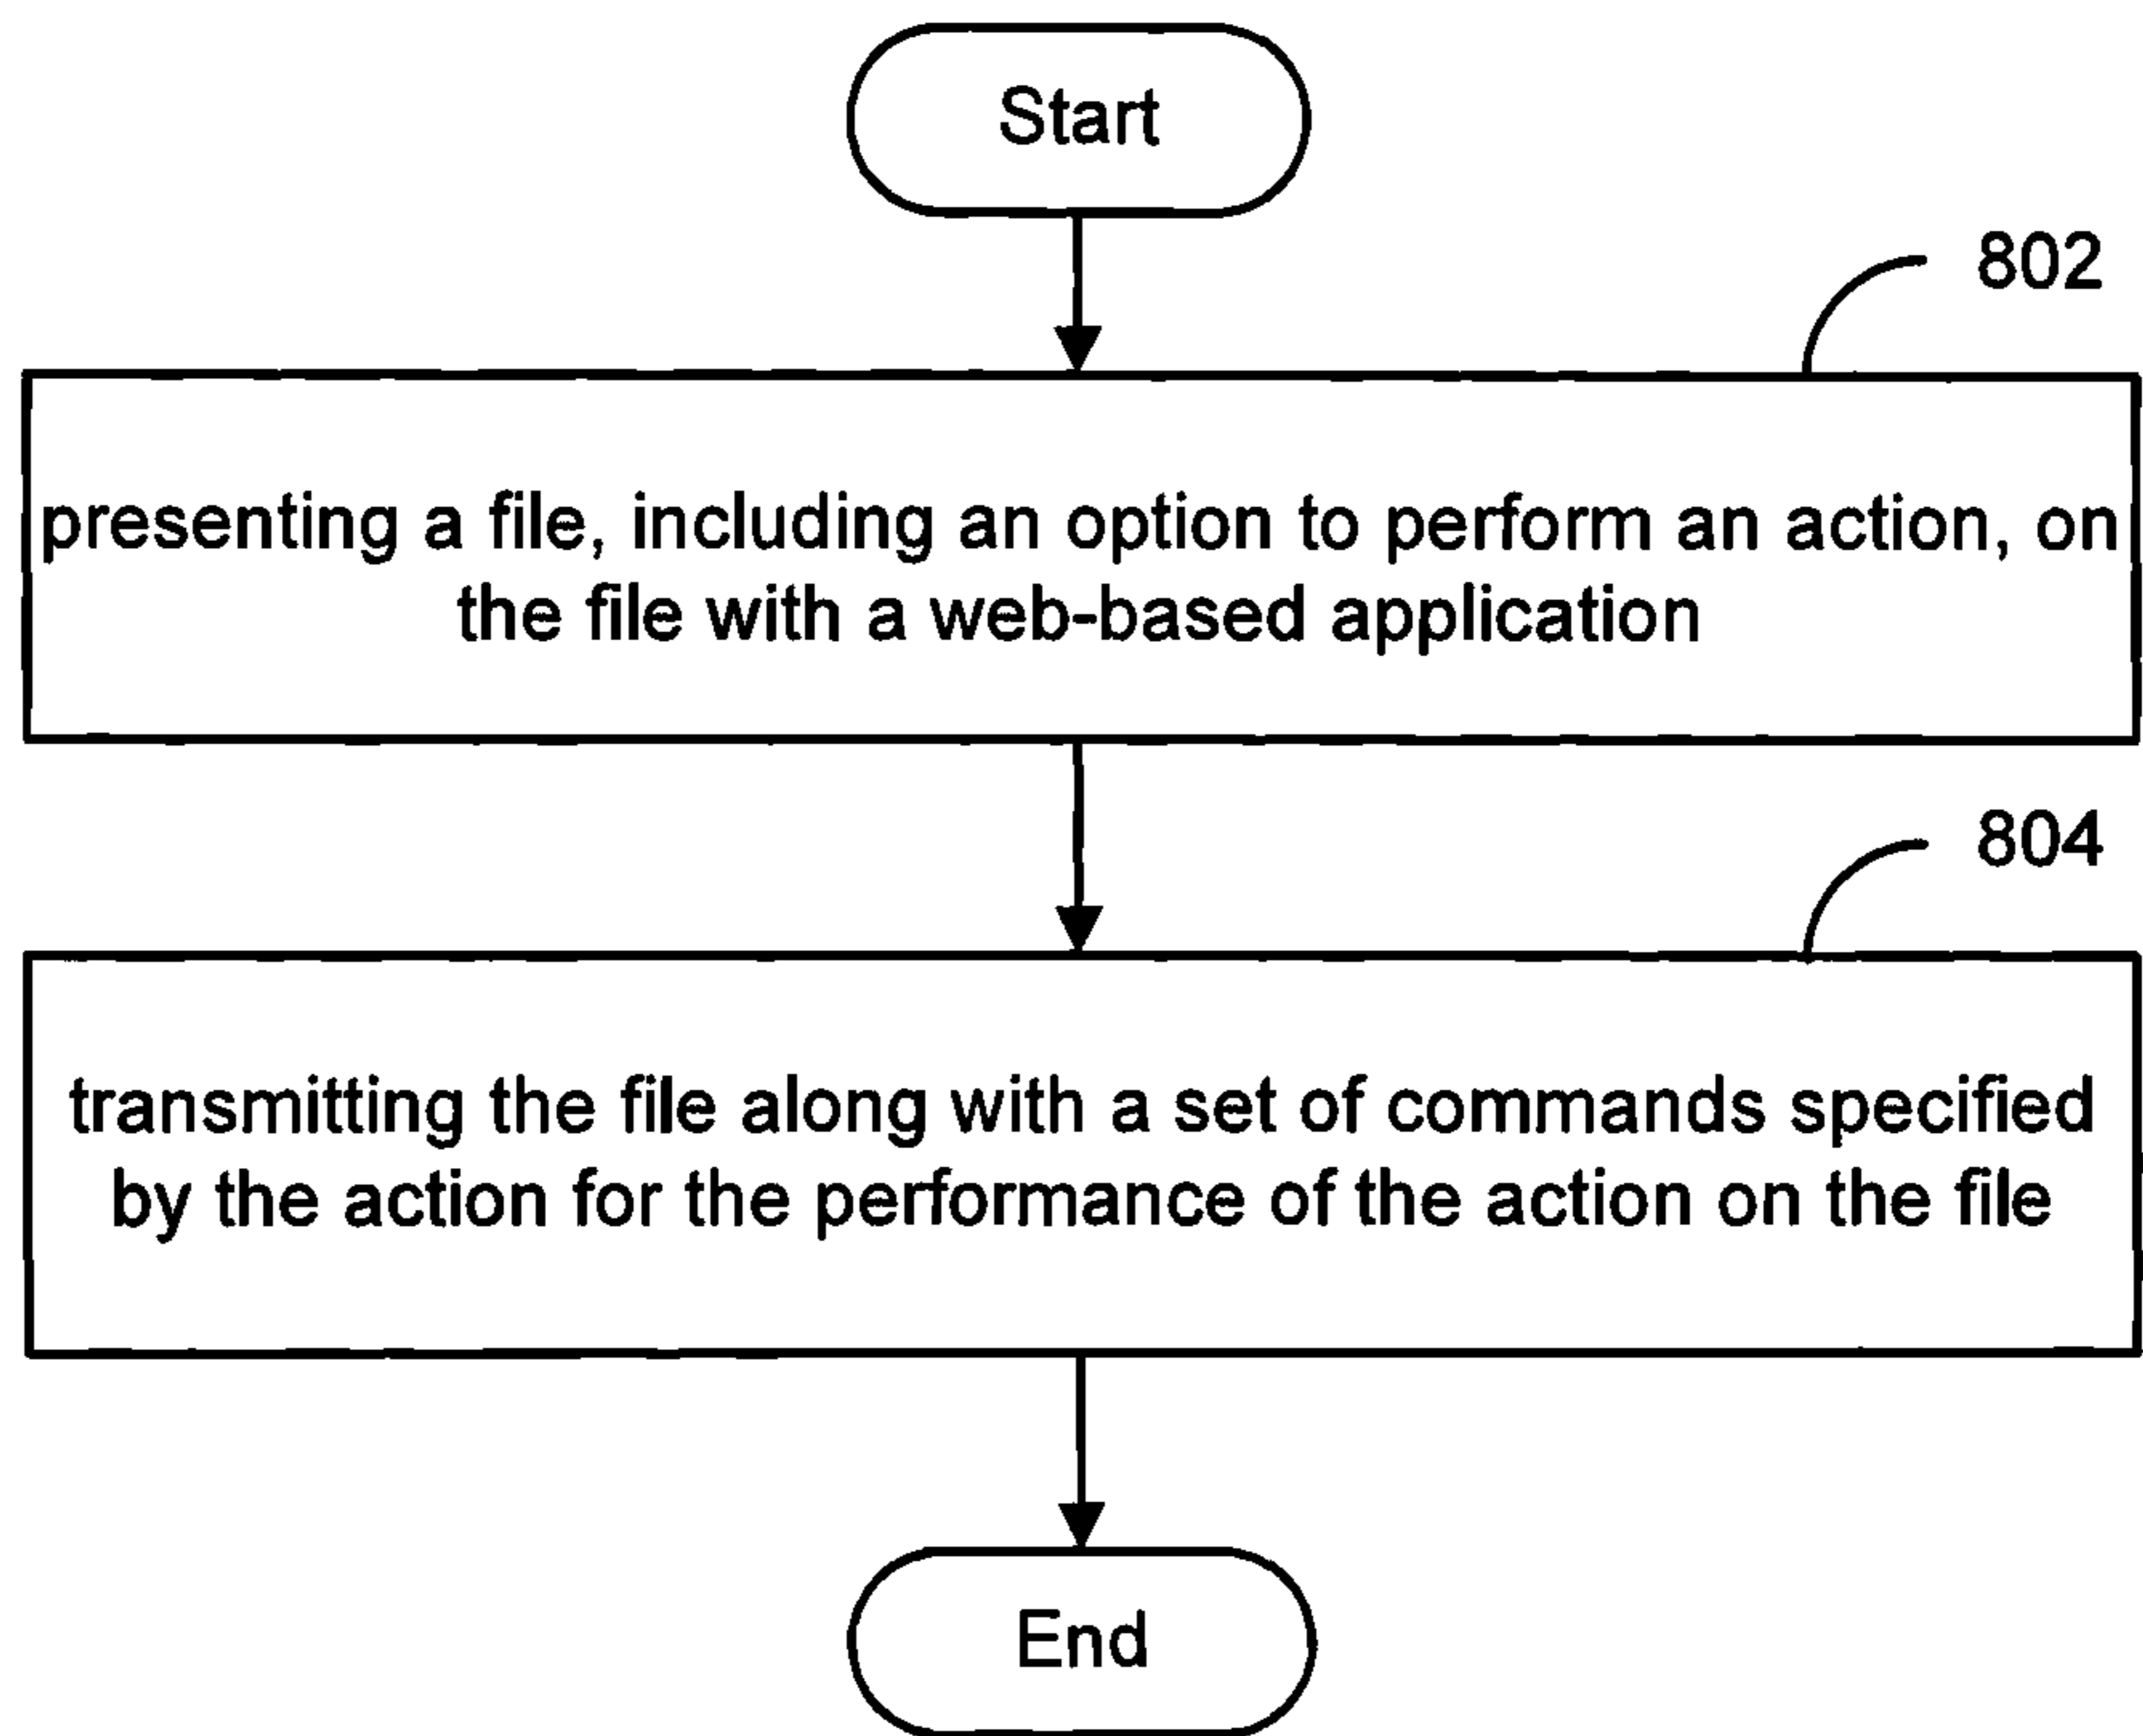 Start
802
presenting a file, including an option to perform an action, on
the file with a web-based application
804
transmitting the file along with a set of commands specified
by the action for the performance of the action on the file
End